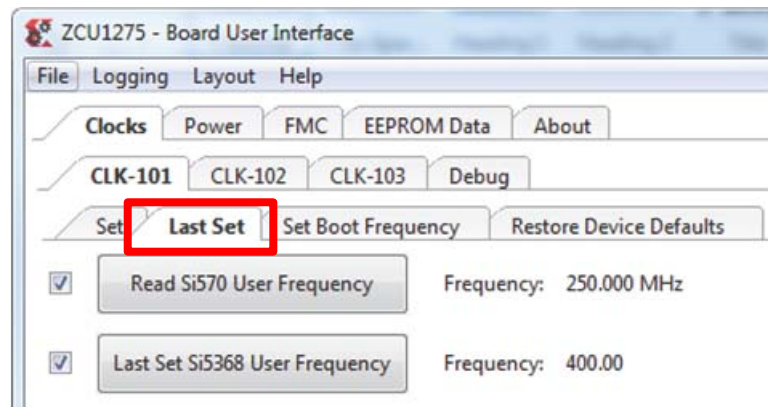 ZCU1275 - Board User Interface
File Logging Layout Help
Clocks Power FMC EEPROM Data About
CLK-101 CLK-102 CLK-103 Debug
Set Last Set Set Boot Frequency Restore Device Defaults
Read Si570 User Frequency Frequency: 250.000 MHz
Last Set Si5368 User Frequency Frequency: 400.00